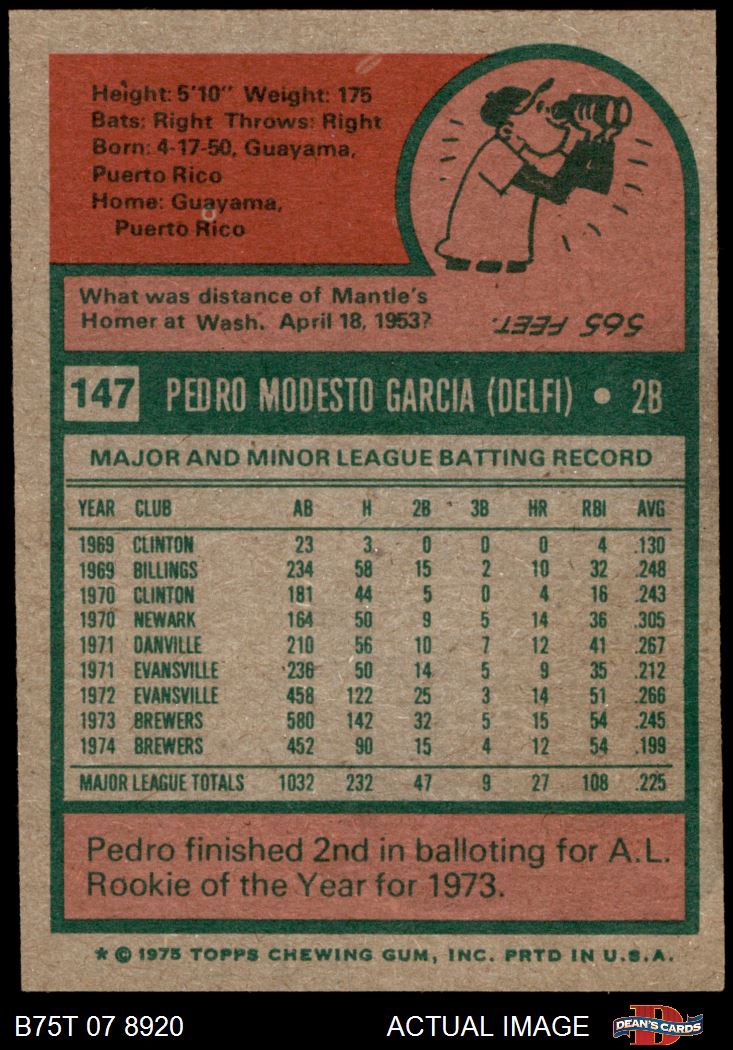 Height: 5'10" Weight: 175
Bats: Right Throws: Right
Born: 4-17-50, Guayama,
Puerto Rico
Home: Guayama,
Puerto Rico
What was distance of Mantle's
Homer at Wash. April 18, 1953?
565 FEET.
147 PEDRO MODESTO GARCIA (DELFI) • 2B
MAJOR AND MINOR LEAGUE BATTING RECORD
YEAR CLUB AB H 2B 3B HR RBI AVG
1969 CLINTON 23 3 0 0 0 4 .130
1969 BILLINGS 234 58 15 2 10 32 .248
1970 CLINTON 181 44 5 0 4 16 .243
1970 NEWARK 164 50 9 5 14 36 .305
1971 DANVILLE 210 56 10 7 12 41 .267
1971 EVANSVILLE 236 50 14 5 9 35 .212
1972 EVANSVILLE 458 122 25 3 14 51 .266
1973 BREWERS 580 142 32 5 15 54 .245
1974 BREWERS 452 90 15 4 12 54 .199
MAJOR LEAGUE TOTALS 1032 232 47 9 27 108 .225
Pedro finished 2nd in balloting for A.L.
Rookie of the Year for 1973.
* © 1975 TOPPS CHEWING GUM, INC. PRTD IN U.S.A.
B75T 07 8920 ACTUAL IMAGE DEAN'S CARDS